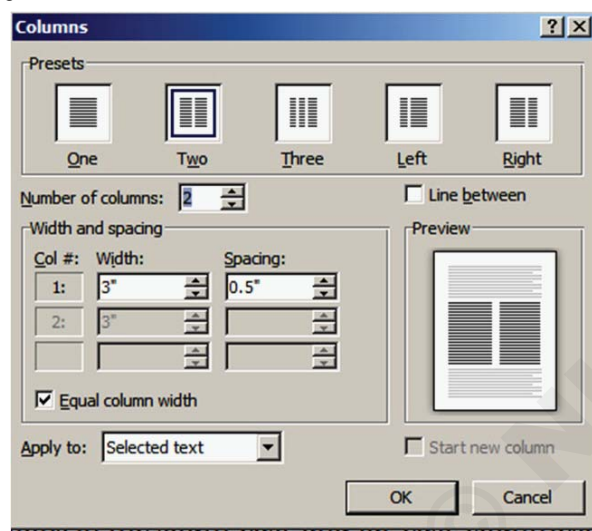 Columns
Presets
One Two Three Left Right
Number of columns: 2 Line between
Width and spacing Preview
Col #: Width: Spacing:
1: 3" 0.5"
2: 3"
Equal column width
Apply to: Selected text Start new column
OK Cancel